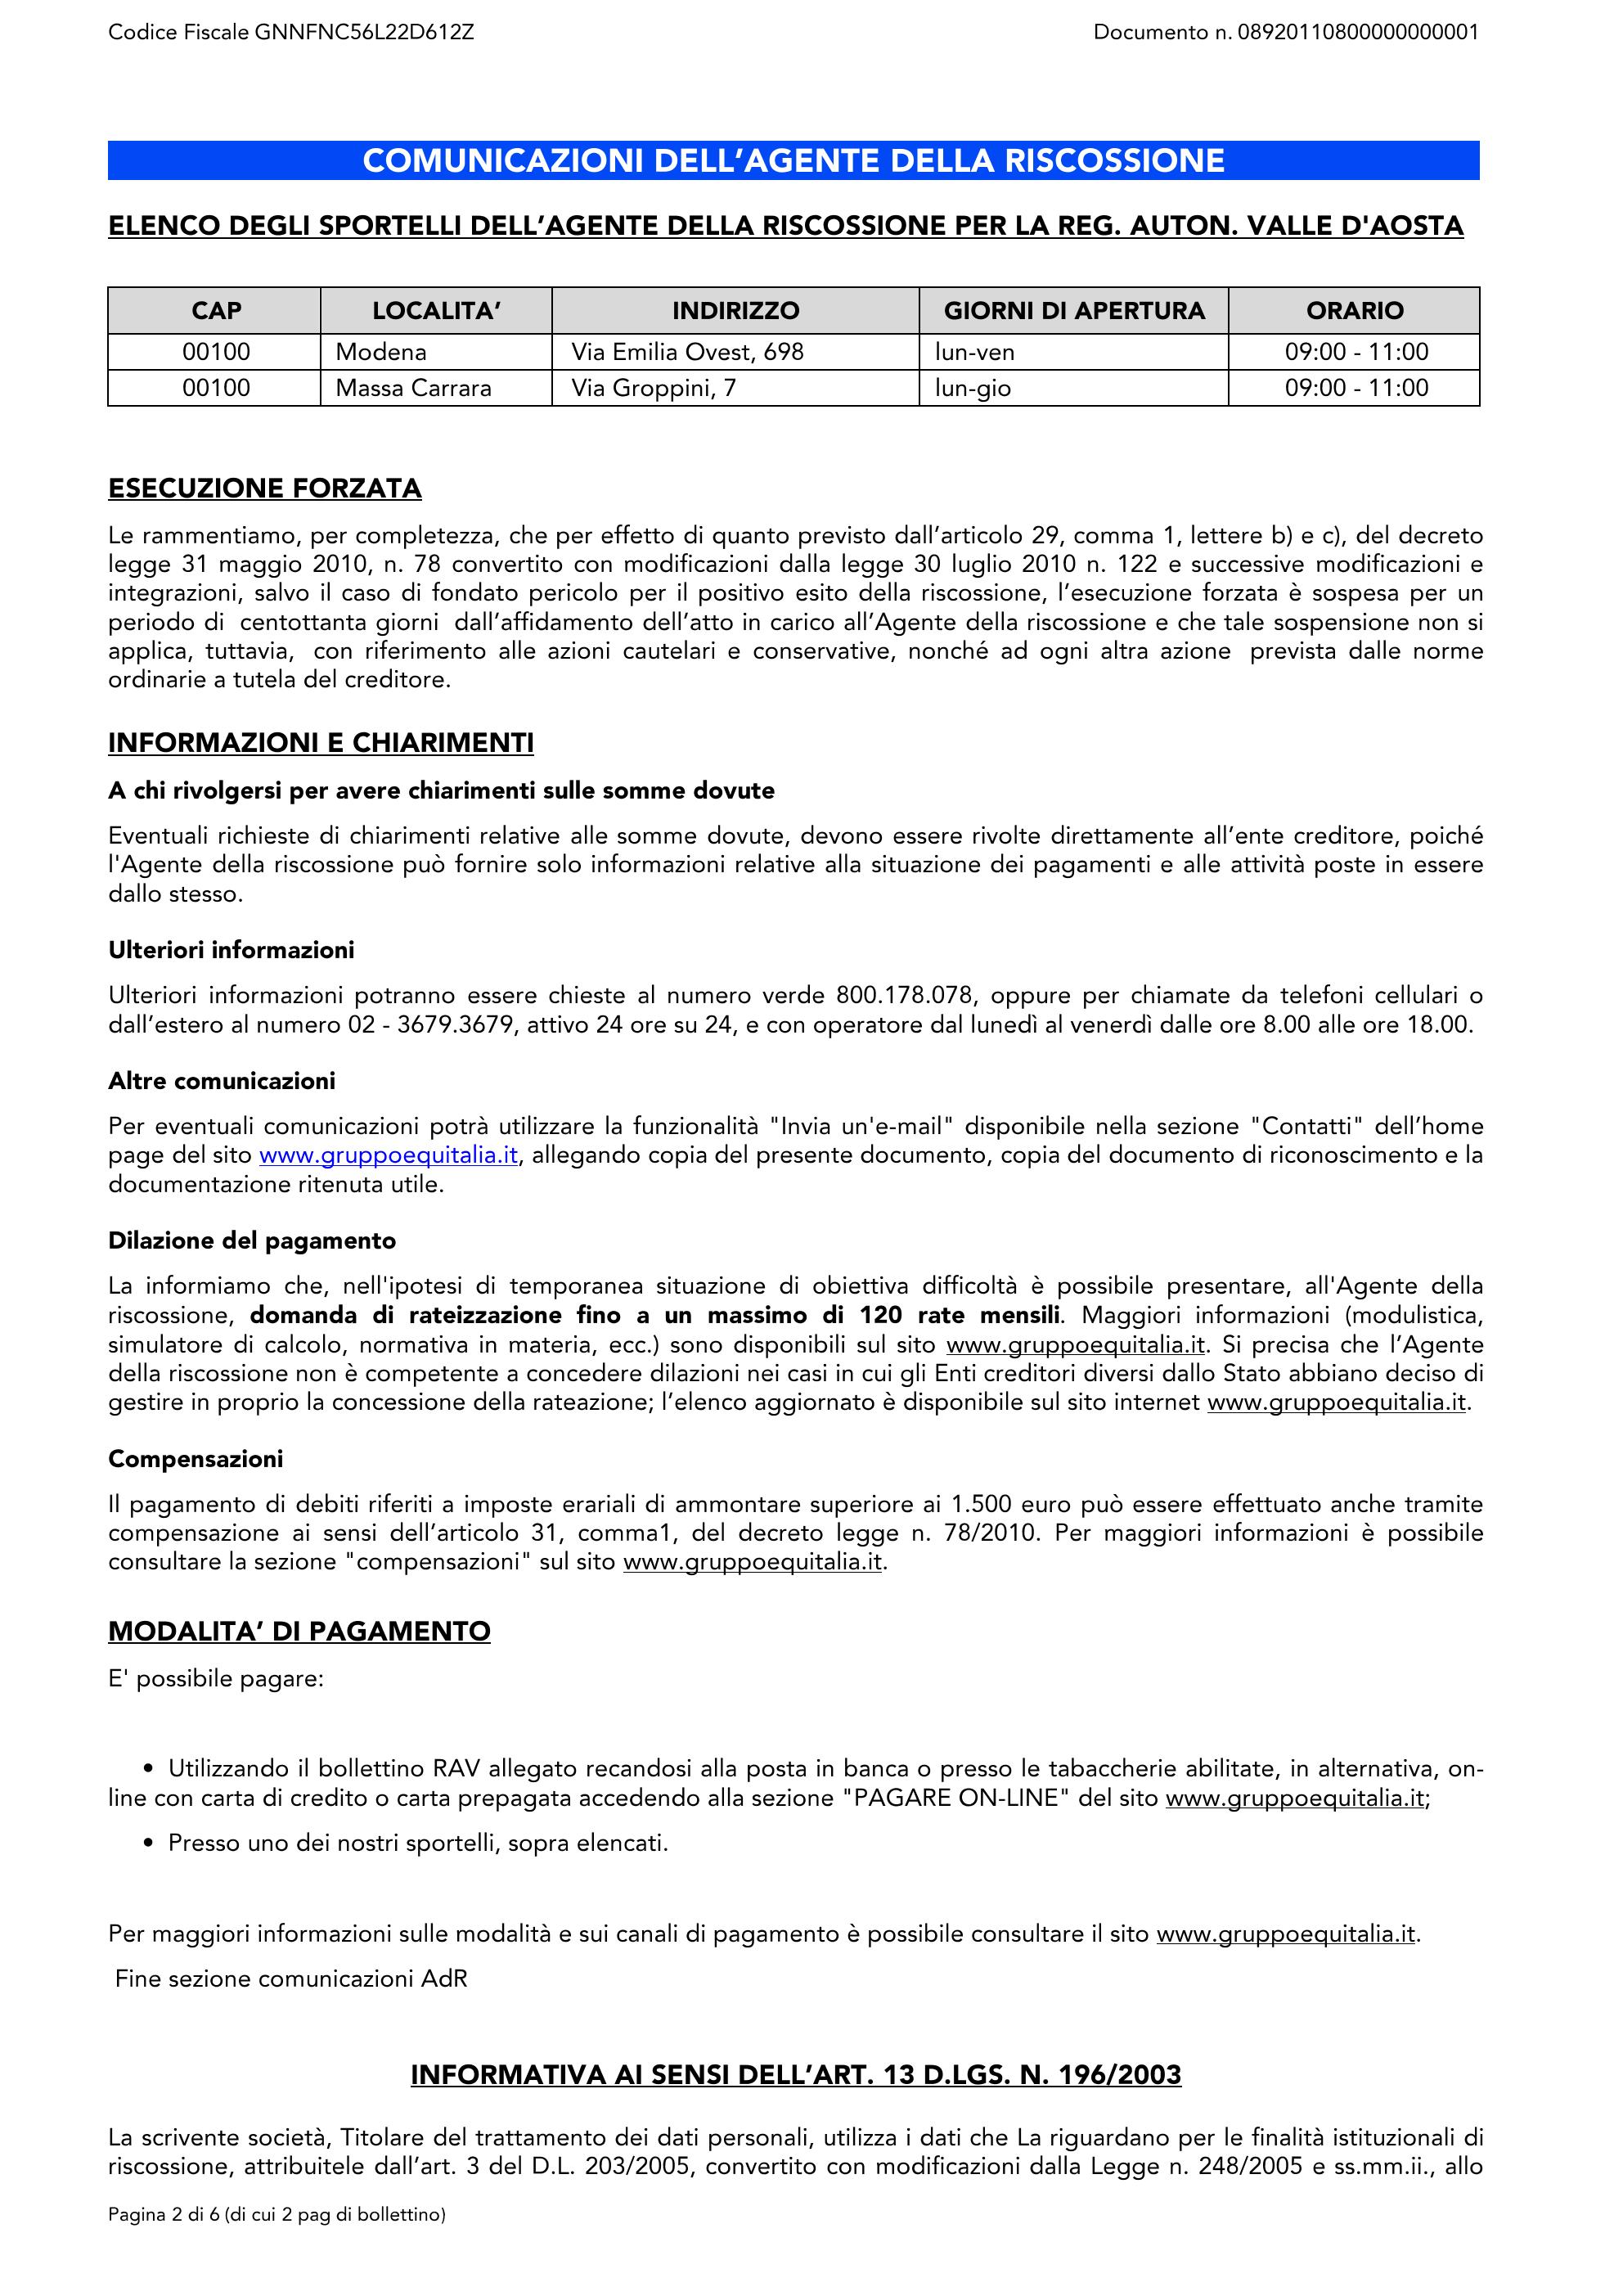 Codice Fiscale GNNFNC56L22D612Z Documento n. 08920110800000000001
COMUNICAZIONI DELL’AGENTE DELLA RISCOSSIONE
ELENCO DEGLI SPORTELLI DELL’AGENTE DELLA RISCOSSIONE PER LA REG. AUTON. VALLE D'AOSTA
CAP LOCALITA’ INDIRIZZO GIORNI DI APERTURA ORARIO
00100 Modena Via Emilia Ovest, 698 lun-ven 09:00 - 11:00
00100 Massa Carrara Via Groppini, 7 lun-gio 09:00 - 11:00
ESECUZIONE FORZATA
Le rammentiamo, per completezza, che per effetto di quanto previsto dall’articolo 29, comma 1, lettere b) e c), del decreto
legge 31 maggio 2010, n. 78 convertito con modificazioni dalla legge 30 luglio 2010 n. 122 e successive modificazioni e
integrazioni, salvo il caso di fondato pericolo per il positivo esito della riscossione, l’esecuzione forzata è sospesa per un
periodo di centottanta giorni dall’affidamento dell’atto in carico all’Agente della riscossione e che tale sospensione non si
applica, tuttavia, con riferimento alle azioni cautelari e conservative, nonché ad ogni altra azione prevista dalle norme
ordinarie a tutela del creditore.
INFORMAZIONI E CHIARIMENTI
A chi rivolgersi per avere chiarimenti sulle somme dovute
Eventuali richieste di chiarimenti relative alle somme dovute, devono essere rivolte direttamente all’ente creditore, poiché
l'Agente della riscossione può fornire solo informazioni relative alla situazione dei pagamenti e alle attività poste in essere
dallo stesso.
Ulteriori informazioni
Ulteriori informazioni potranno essere chieste al numero verde 800.178.078, oppure per chiamate da telefoni cellulari o
dall’estero al numero 02 - 3679.3679, attivo 24 ore su 24, e con operatore dal lunedì al venerdì dalle ore 8.00 alle ore 18.00.
Altre comunicazioni
Per eventuali comunicazioni potrà utilizzare la funzionalità "Invia un'e-mail" disponibile nella sezione "Contatti" dell’home
page del sito www.gruppoequitalia.it, allegando copia del presente documento, copia del documento di riconoscimento e la
documentazione ritenuta utile.
Dilazione del pagamento
La informiamo che, nell'ipotesi di temporanea situazione di obiettiva difficoltà è possibile presentare, all'Agente della
riscossione, domanda di rateizzazione fino a un massimo di 120 rate mensili. Maggiori informazioni (modulistica,
simulatore di calcolo, normativa in materia, ecc.) sono disponibili sul sito www.gruppoequitalia.it. Si precisa che l’Agente
della riscossione non è competente a concedere dilazioni nei casi in cui gli Enti creditori diversi dallo Stato abbiano deciso di
gestire in proprio la concessione della rateazione; l’elenco aggiornato è disponibile sul sito internet www.gruppoequitalia.it.
Compensazioni
Il pagamento di debiti riferiti a imposte erariali di ammontare superiore ai 1.500 euro può essere effettuato anche tramite
compensazione ai sensi dell’articolo 31, comma1, del decreto legge n. 78/2010. Per maggiori informazioni è possibile
consultare la sezione "compensazioni" sul sito www.gruppoequitalia.it.
MODALITA’ DI PAGAMENTO
E' possibile pagare:
• Utilizzando il bollettino RAV allegato recandosi alla posta in banca o presso le tabaccherie abilitate, in alternativa, on-
line con carta di credito o carta prepagata accedendo alla sezione "PAGARE ON-LINE" del sito www.gruppoequitalia.it;
• Presso uno dei nostri sportelli, sopra elencati.
Per maggiori informazioni sulle modalità e sui canali di pagamento è possibile consultare il sito www.gruppoequitalia.it.
Fine sezione comunicazioni AdR
INFORMATIVA AI SENSI DELL’ART. 13 D.LGS. N. 196/2003
La scrivente società, Titolare del trattamento dei dati personali, utilizza i dati che La riguardano per le finalità istituzionali di
riscossione, attribuitele dall’art. 3 del D.L. 203/2005, convertito con modificazioni dalla Legge n. 248/2005 e ss.mm.ii., allo
Pagina 2 di 6 (di cui 2 pag di bollettino)